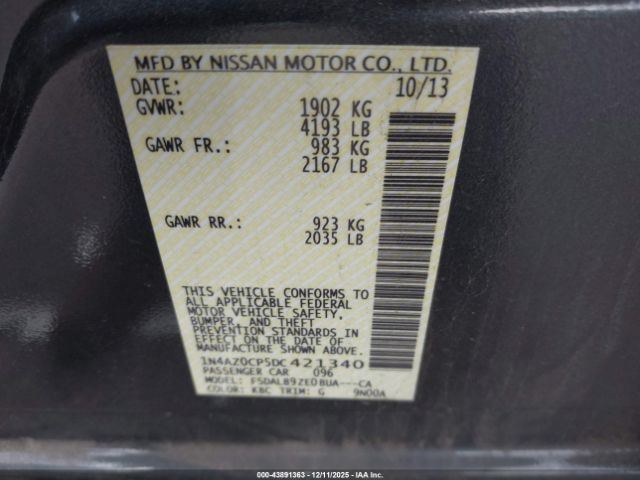 MFD BY NISSAN MOTOR CO., LTD.
DATE: 10/13
GVWR: 1902 KG
4193 LB
GAWR FR.: 983 KG
2167 LB
GAWR RR.: 923 KG
2035 LB
THIS VEHICLE CONFORMS TO
ALL APPLICABLE FEDERAL
MOTOR VEHICLE SAFETY,
BUMPER, AND THEFT
PREVENTION STANDARDS
IN EFFECT ON THE DATE OF
MANUFACTURE SHOWN ABOVE.
1N4AZ0CP5DC421340
PASSENGER CAR 096
MODEL: FSDALB9ZE0BUA---CA
COLOR: KBC TRIM: G 9N00A
000-43891363 - 12/11/2025 - IAA Inc.